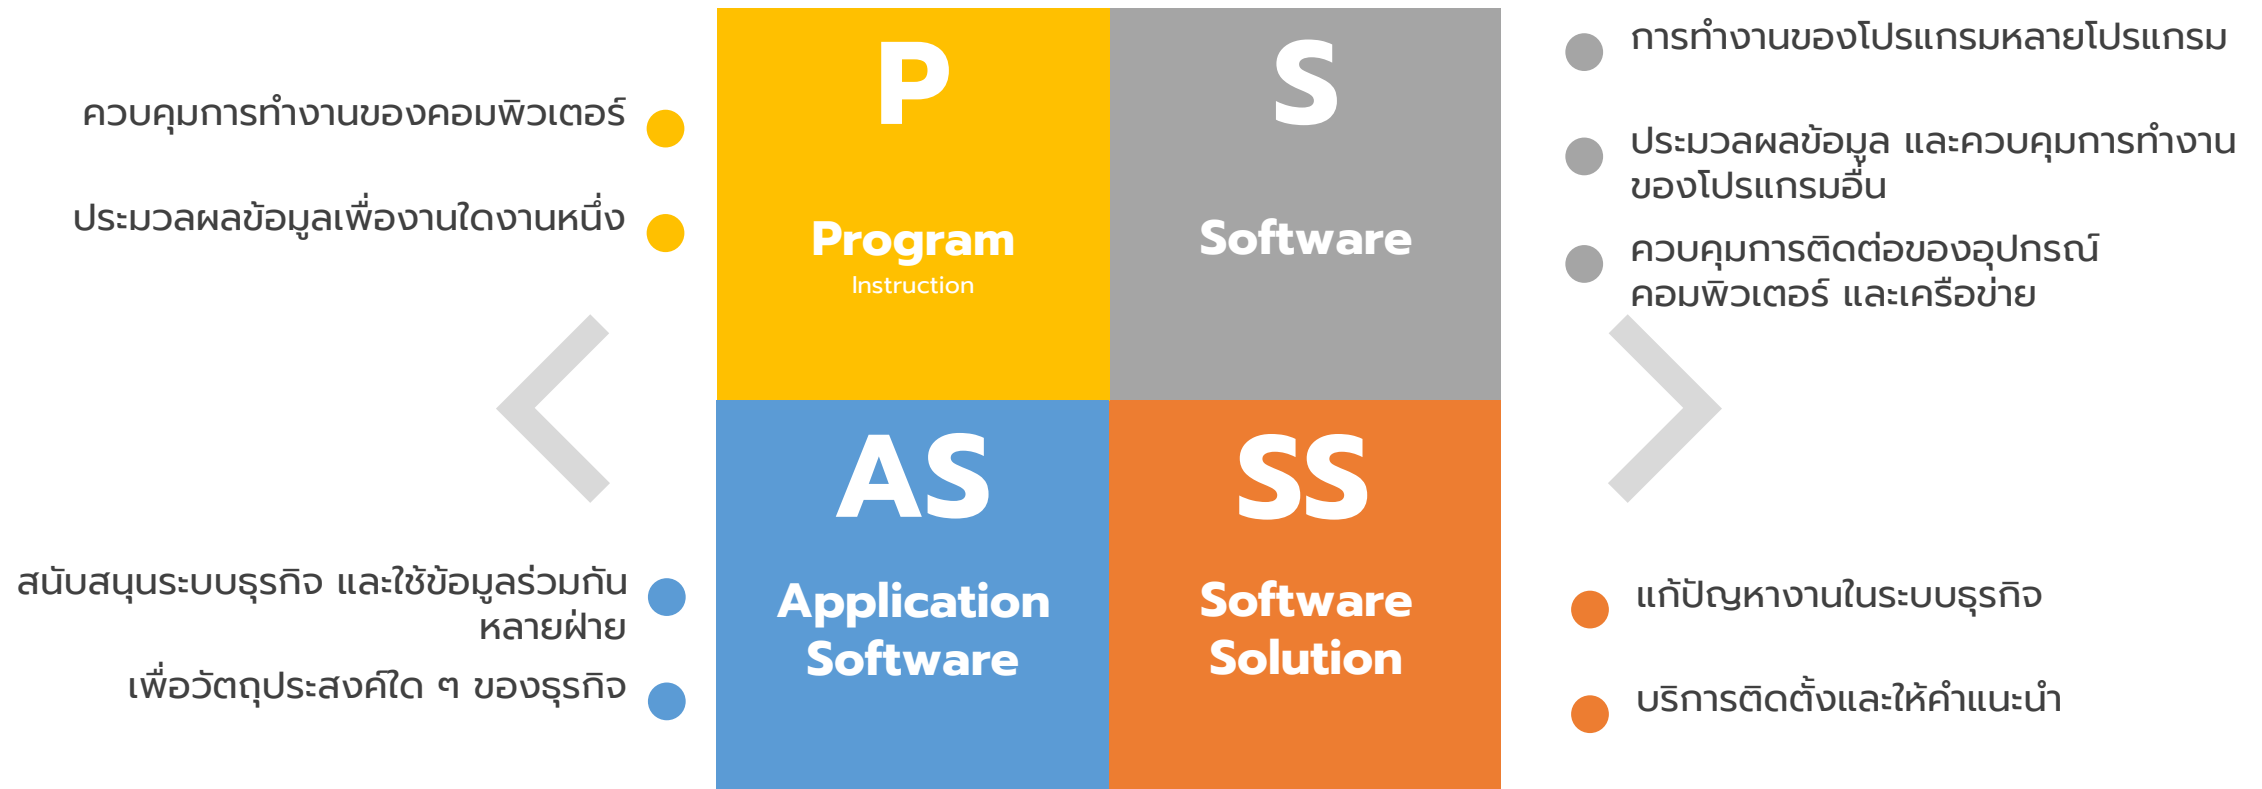 P
Program
Instruction
ควบคุมการทำงานของคอมพิวเตอร์
ประมวลผลข้อมูลเพื่องานใดงานหนึ่ง
S
Software
การทำงานของโปรแกรมหลายโปรแกรม
ประมวลผลข้อมูล และควบคุมการทำงาน
ของโปรแกรมอื่น
ควบคุมการติดต่อของอุปกรณ์
คอมพิวเตอร์ และเครือข่าย
AS
Application
Software
สนับสนุนระบบธุรกิจ และใช้ข้อมูลร่วมกัน
หลายฝ่าย
เพื่อวัตถุประสงค์ใด ๆ ของธุรกิจ
SS
Software
Solution
แก้ปัญหางานในระบบธุรกิจ
บริการติดตั้งและให้คำแนะนำ